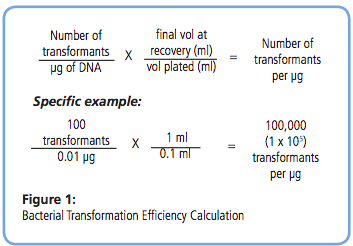 Number of transformants / µg of DNA X final vol at recovery (ml) / vol plated (ml) = Number of transformants per µg
Specific example:
100 transformants / 0.01 µg X 1 ml / 0.1 ml = 100,000 (1 x 10⁵) transformants per µg
Figure 1:
Bacterial Transformation Efficiency Calculation